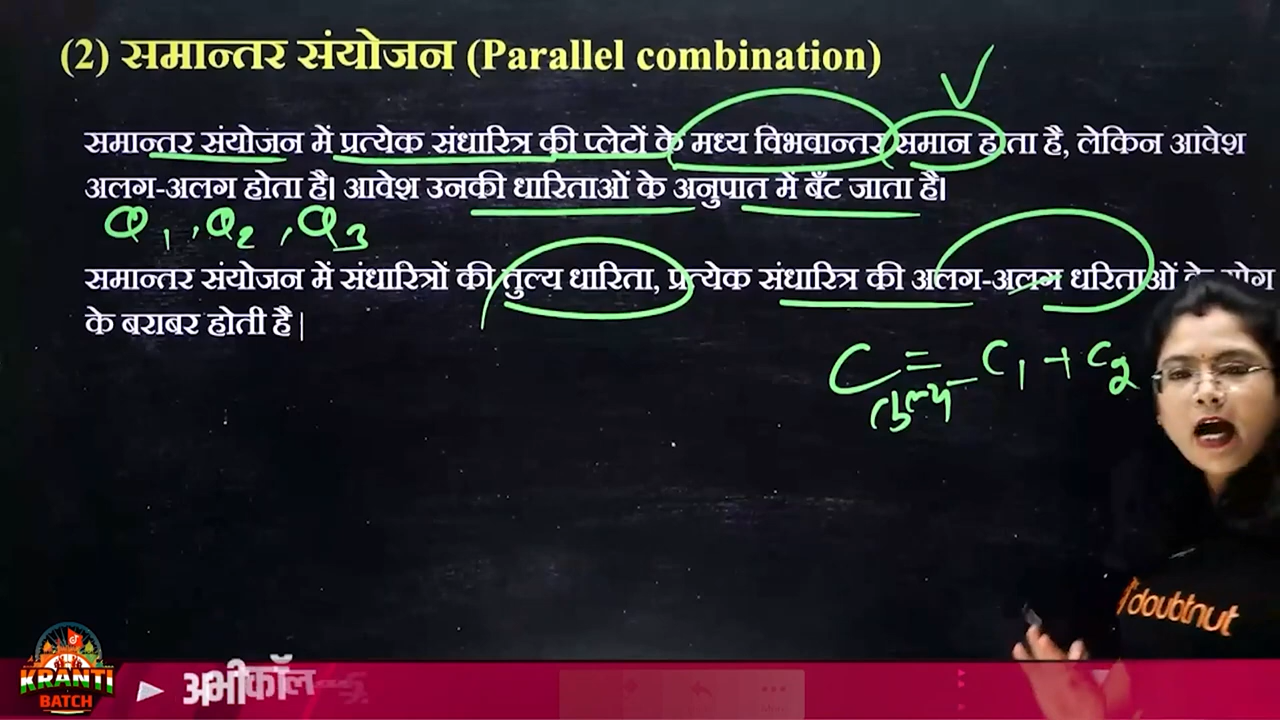 (2) समान्तर संयोजन (Parallel combination)
V
समान्तर संयोजन में प्रत्येक संधारित्र की प्लेटों के मध्य विभवान्तर समान होता है, लेकिन आवेश
अलग-अलग होता है। आवेश उनकी धारिताओं के अनुपात में बँट जाता है।
Q1, Q2, Q3
समान्तर संयोजन में संधारित्रों की तुल्य धारिता, प्रत्येक संधारित्र की अलग-अलग धरिताओं के योग
के बराबर होती है |
C तुल्य = C1 + C2
doubtnut
KRANTI
BATCH
अभी कॉल